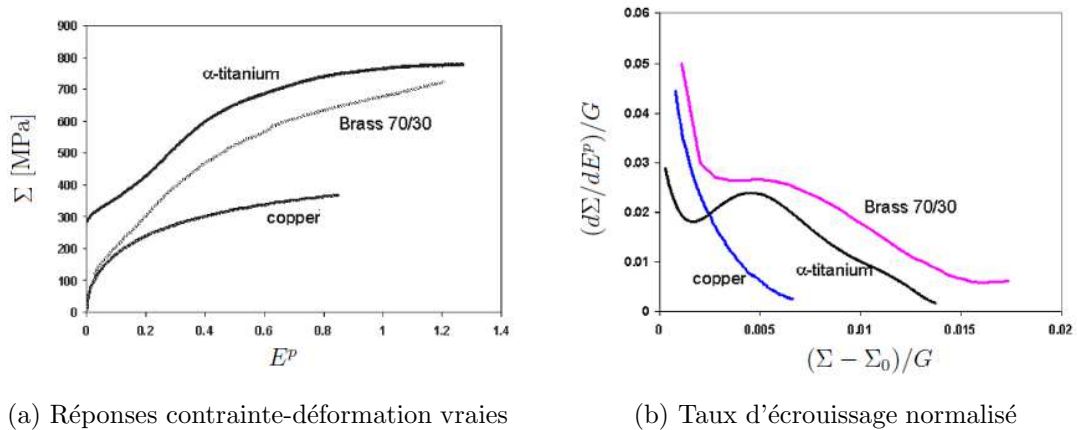 900
800
700
600
500
400
300
200
100
0
Σ [MPa]
α-titanium
Brass 70/30
copper
0
0.2
0.4
0.6
0.8
1
1.2
1.4
E^p
(a) Réponses contrainte-déformation vraies
0.06
0.05
0.04
0.03
0.02
0.01
0
(dΣ/dE^p)/G
Brass 70/30
α-titanium
copper
0
0.005
0.01
0.015
0.02
(Σ − Σ₀)/G
(b) Taux d'écrouissage normalisé